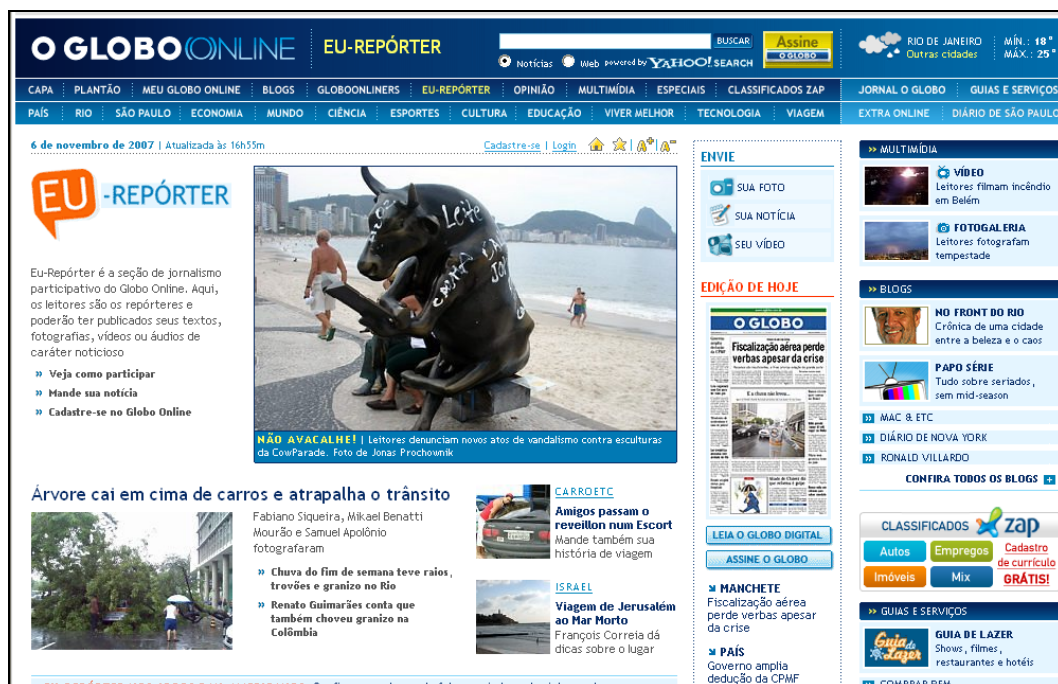 O GLOBO ONLINE
EU-REPÓRTER
BUSCAR
Notícias Web powered by YAHOO! SEARCH
Assine
O GLOBO
RIO DE JANEIRO
Outras cidades
MÍN.: 18°
MÁX.: 25°
CAPA PLANTÃO MEU GLOBO ONLINE BLOGS GLOBOONLINERS EU-REPÓRTER OPINIÃO MULTIMÍDIA ESPECIAIS CLASSIFICADOS ZAP JORNAL O GLOBO GUIAS E SERVIÇOS
PAÍS RIO SÃO PAULO ECONOMIA MUNDO CIÊNCIA ESPORTES CULTURA EDUCAÇÃO VIVER MELHOR TECNOLOGIA VIAGEM EXTRA ONLINE DIÁRIO DE SÃO PAULO
6 de novembro de 2007 | Atualizada às 16h55m
Cadastre-se | Login | A+ | A-
EU-REPÓRTER
Eu-Repórter é a seção de jornalismo
participativo do Globo Online. Aqui,
os leitores são os repórteres e
poderão ter publicados seus textos,
fotografias, vídeos ou áudios de
caráter noticioso
» Veja como participar
» Mande sua notícia
» Cadastre-se no Globo Online
Leite
NÃO AVACALHE! | Leitores denunciam novos atos de vandalismo contra esculturas
da CowParade. Foto de Jonas Prochownik
Árvore cai em cima de carros e atrapalha o trânsito
Fabiano Siqueira, Mikael Benatti
Mourão e Samuel Apolônio
fotografaram
» Chuva do fim de semana teve raios,
trovões e granizo no Rio
» Renato Guimarães conta que
também choveu granizo na
Colômbia
CARROETC
Amigos passam o
reveillon num Escort
Mande também sua
história de viagem
ISRAEL
Viagem de Jerusalém
ao Mar Morto
François Correia dá
dicas sobre o lugar
ENVIE
SUA FOTO
SUA NOTÍCIA
SEU VÍDEO
EDIÇÃO DE HOJE
O GLOBO
Fiscalização aérea perde
verbas apesar da crise
LEIA O GLOBO DIGITAL
ASSINE O GLOBO
MANCHETE
Fiscalização aérea
perde verbas apesar
da crise
PAÍS
Governo amplia
dedução da CPMF
» MULTIMÍDIA
VÍDEO
Leitores filmam incêndio
em Belém
FOTOGALERIA
Leitores fotografam
tempestade
» BLOGS
NO FRONT DO RIO
Crônica de uma cidade
entre a beleza e o caos
PAPO SÉRIE
Tudo sobre seriados,
sem mid-season
» MAC & ETC
» DIÁRIO DE NOVA YORK
» RONALD VILLARDO
CONFIRA TODOS OS BLOGS +
CLASSIFICADOS zap
Autos Empregos Cadastro
de currículo
Imóveis Mix GRÁTIS!
» GUIAS E SERVIÇOS
Guia de Lazer
GUIA DE LAZER
Shows, filmes,
restaurantes e hotéis